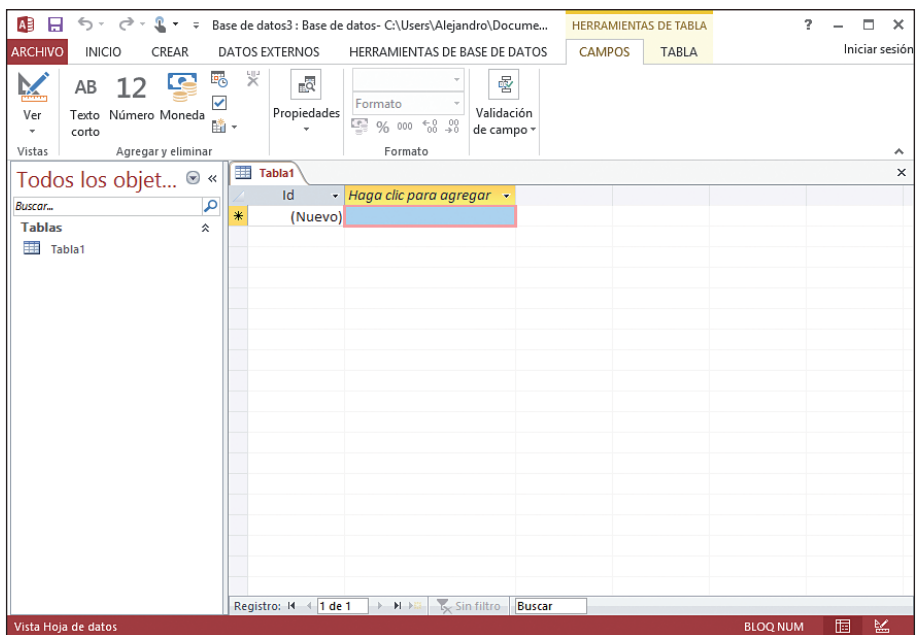 Base de datos3 : Base de datos- C:\Users\Alejandro\Docume...
HERRAMIENTAS DE TABLA
?
ARCHIVO INICIO CREAR DATOS EXTERNOS HERRAMIENTAS DE BASE DE DATOS CAMPOS TABLA Iniciar sesión
Ver
Vistas
AB
Texto corto
12
Número
Moneda
Agregar y eliminar
Propiedades
Formato
% 000
Formato
Validación de campo
Todos los objet... «
Buscar...
Tablas
Tabla1
Tabla1
Id Haga clic para agregar
(Nuevo)
Registro: 1 de 1 Sin filtro Buscar
Vista Hoja de datos BLOQ NUM